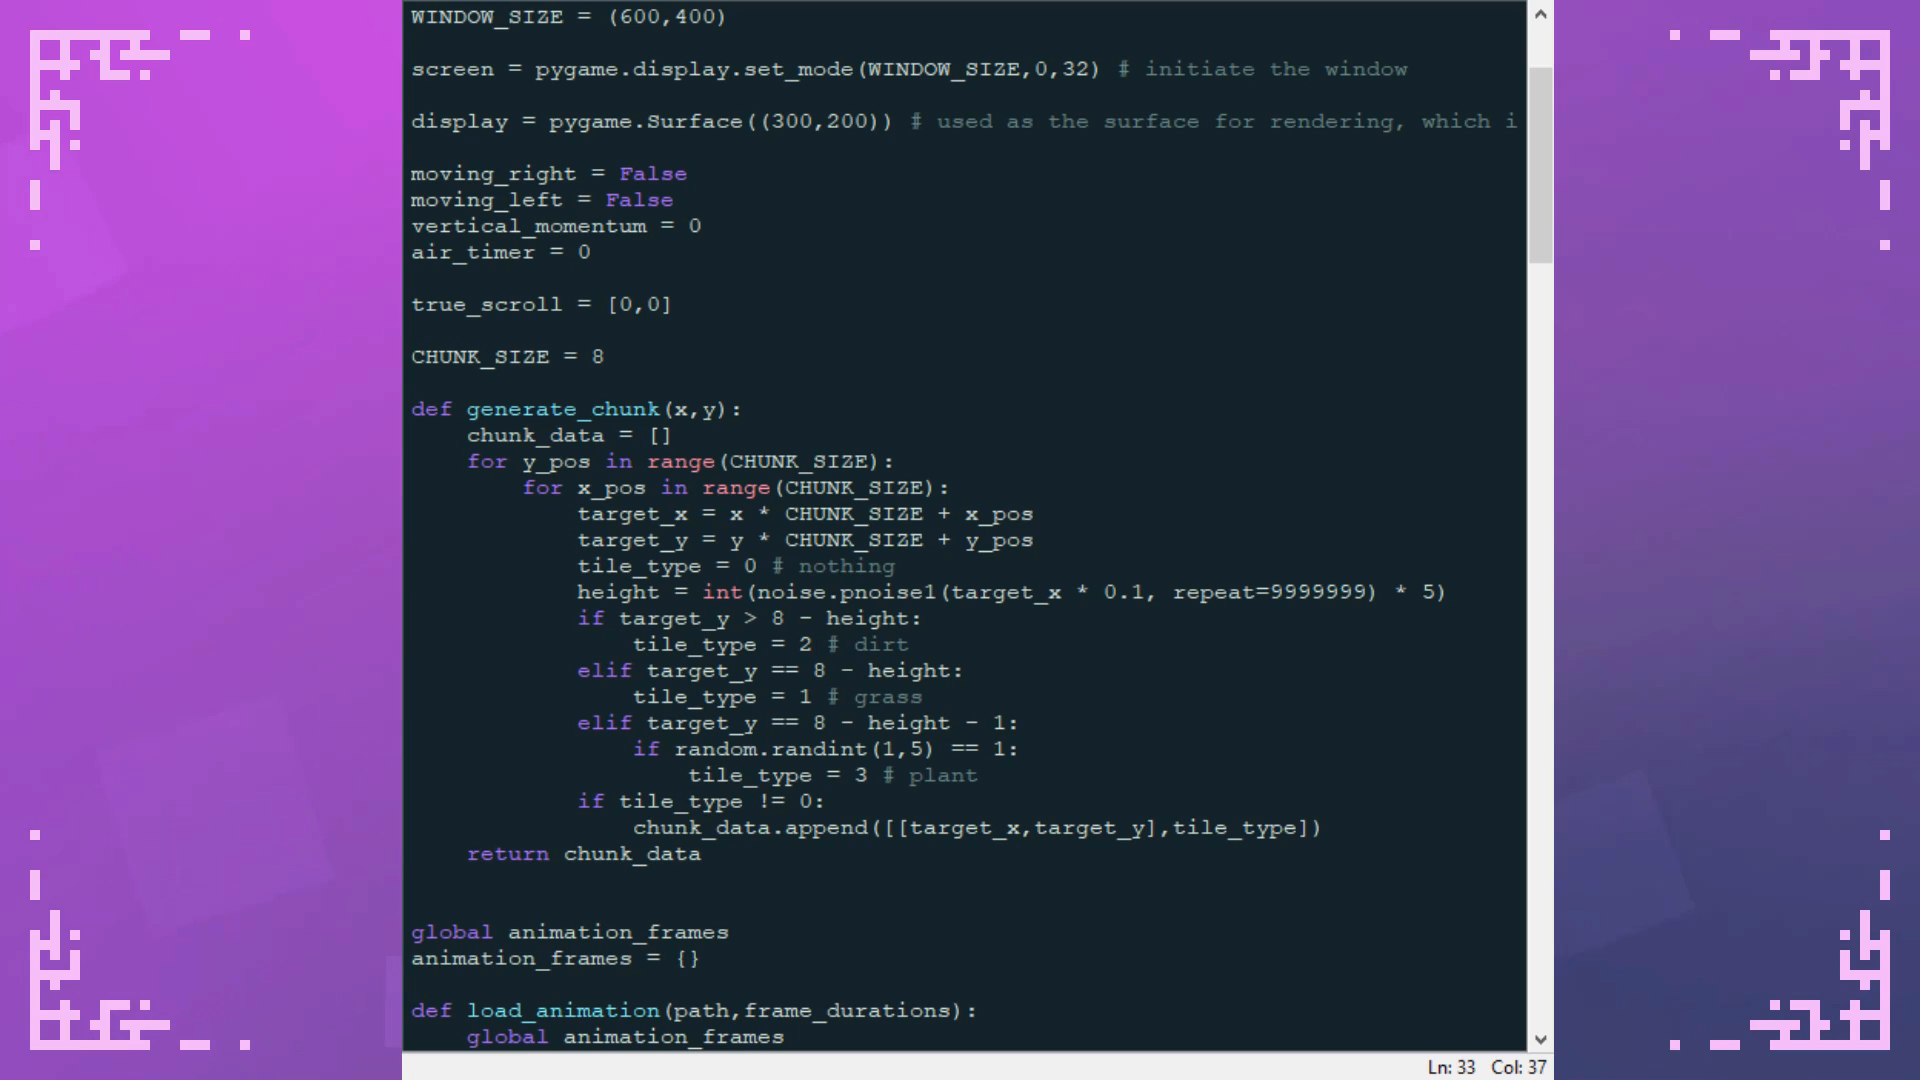 WINDOW_SIZE = (600,400)
screen = pygame.display.set_mode(WINDOW_SIZE,0,32) # initiate the window
display = pygame.Surface((300,200)) # used as the surface for rendering, which i
moving_right = False
moving_left = False
vertical_momentum = 0
air_timer = 0
true_scroll = [0,0]
CHUNK_SIZE = 8
def generate_chunk(x,y):
    chunk_data = []
    for y_pos in range(CHUNK_SIZE):
        for x_pos in range(CHUNK_SIZE):
            target_x = x * CHUNK_SIZE + x_pos
            target_y = y * CHUNK_SIZE + y_pos
            tile_type = 0 # nothing
            height = int(noise.pnoise1(target_x * 0.1, repeat=9999999) * 5)
            if target_y > 8 - height:
                tile_type = 2 # dirt
            elif target_y == 8 - height:
                tile_type = 1 # grass
            elif target_y == 8 - height - 1:
                if random.randint(1,5) == 1:
                    tile_type = 3 # plant
            if tile_type != 0:
                chunk_data.append([[target_x,target_y],tile_type])
    return chunk_data
global animation_frames
animation_frames = {}
def load_animation(path,frame_durations):
    global animation_frames
Ln: 33 Col: 37